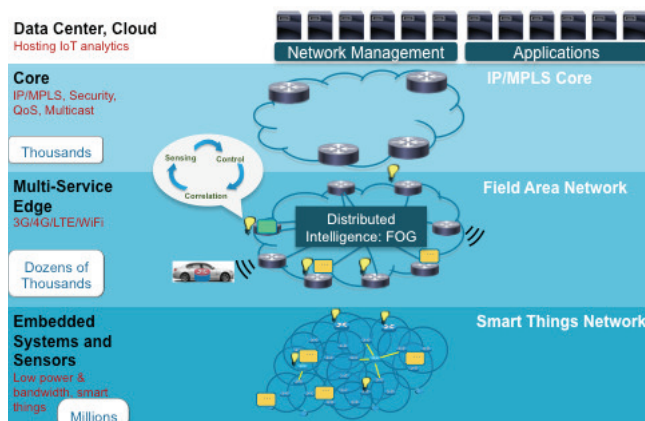 Data Center, Cloud
Hosting IoT analytics
Network Management
Applications
Core
IP/MPLS, Security,
QoS, Multicast
IP/MPLS Core
Thousands
Sensing
Control
Correlation
Multi-Service
Edge
3G/4G/LTE/WiFi
Field Area Network
Distributed
Intelligence: FOG
Dozens of
Thousands
Embedded
Systems and
Sensors
Low power &
bandwidth, smart
things
Smart Things Network
Millions